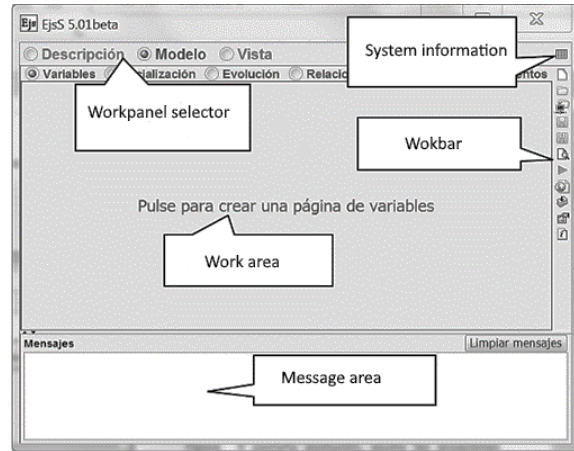 Ejs EjsS 5.01beta
Descripción Modelo Vista
System information
Variables Evolución
Workpanel selector
Wokbar
Pulse para crear una página de variables
Work area
Mensajes Limpiar mensajes
Message area